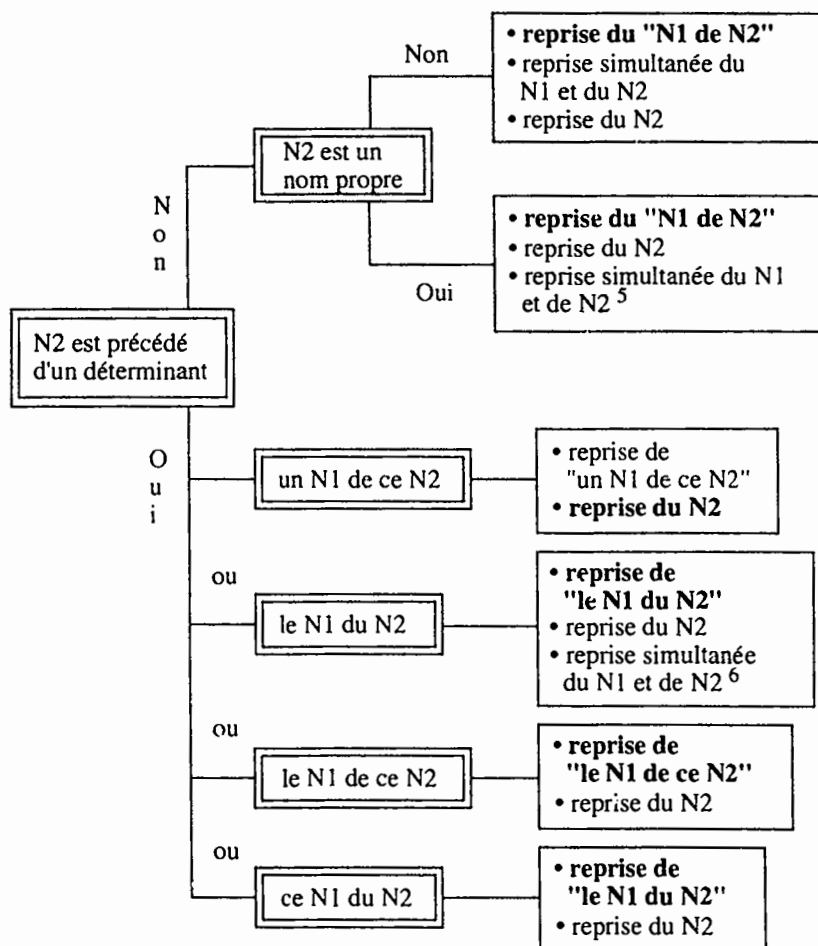 Non
• reprise du "N1 de N2"
• reprise simultanée du
N1 et du N2
• reprise du N2
N2 est un
nom propre
N
o
n
• reprise du "N1 de N2"
• reprise du N2
• reprise simultanée du N1
et de N2 5
Oui
N2 est précédé
d'un déterminant
O
u
i
un N1 de ce N2
• reprise de
"un N1 de ce N2"
• reprise du N2
ou
le N1 du N2
• reprise de
"le N1 du N2"
• reprise du N2
• reprise simultanée
du N1 et de N2 6
ou
le N1 de ce N2
• reprise de
"le N1 de ce N2"
• reprise du N2
ou
ce N1 du N2
• reprise de
"le N1 du N2"
• reprise du N2